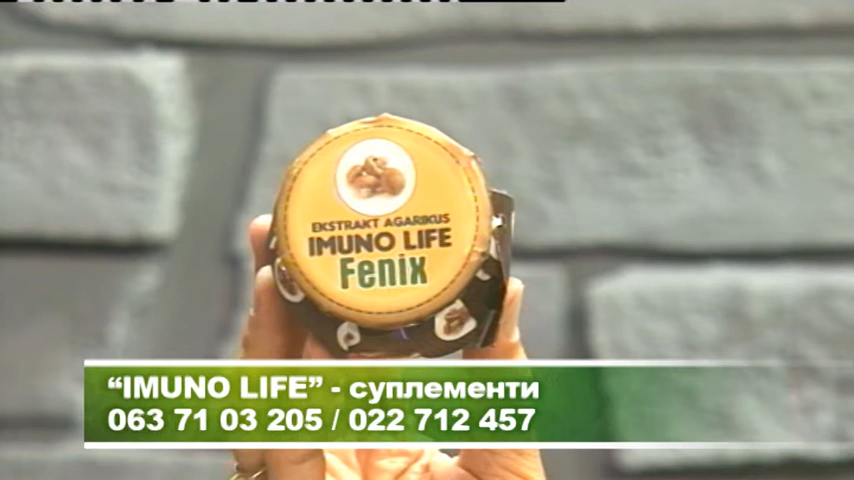 EKSTRAKT AGARIKUS
IMUNO LIFE
Fenix
“IMUNO LIFE” - суплементи
063 71 03 205 / 022 712 457